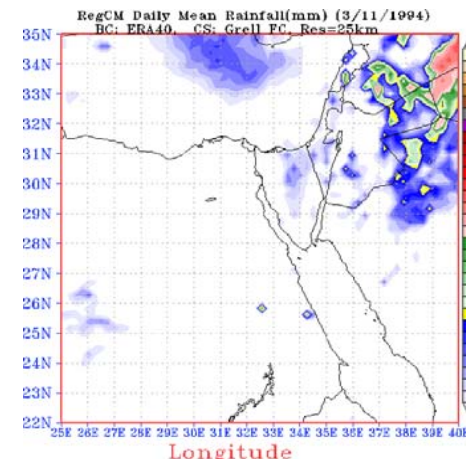 RegCM Daily Mean Rainfall(mm) (3/11/1994)
BC: ERA40, CS: Grell FC, Res=25km
35N
34N
33N
32N
31N
30N
29N
28N
27N
26N
25N
24N
23N
22N
25E 26E 27E 28E 29E 30E 31E 32E 33E 34E 35E 36E 37E 38E 39E 40E
Longitude